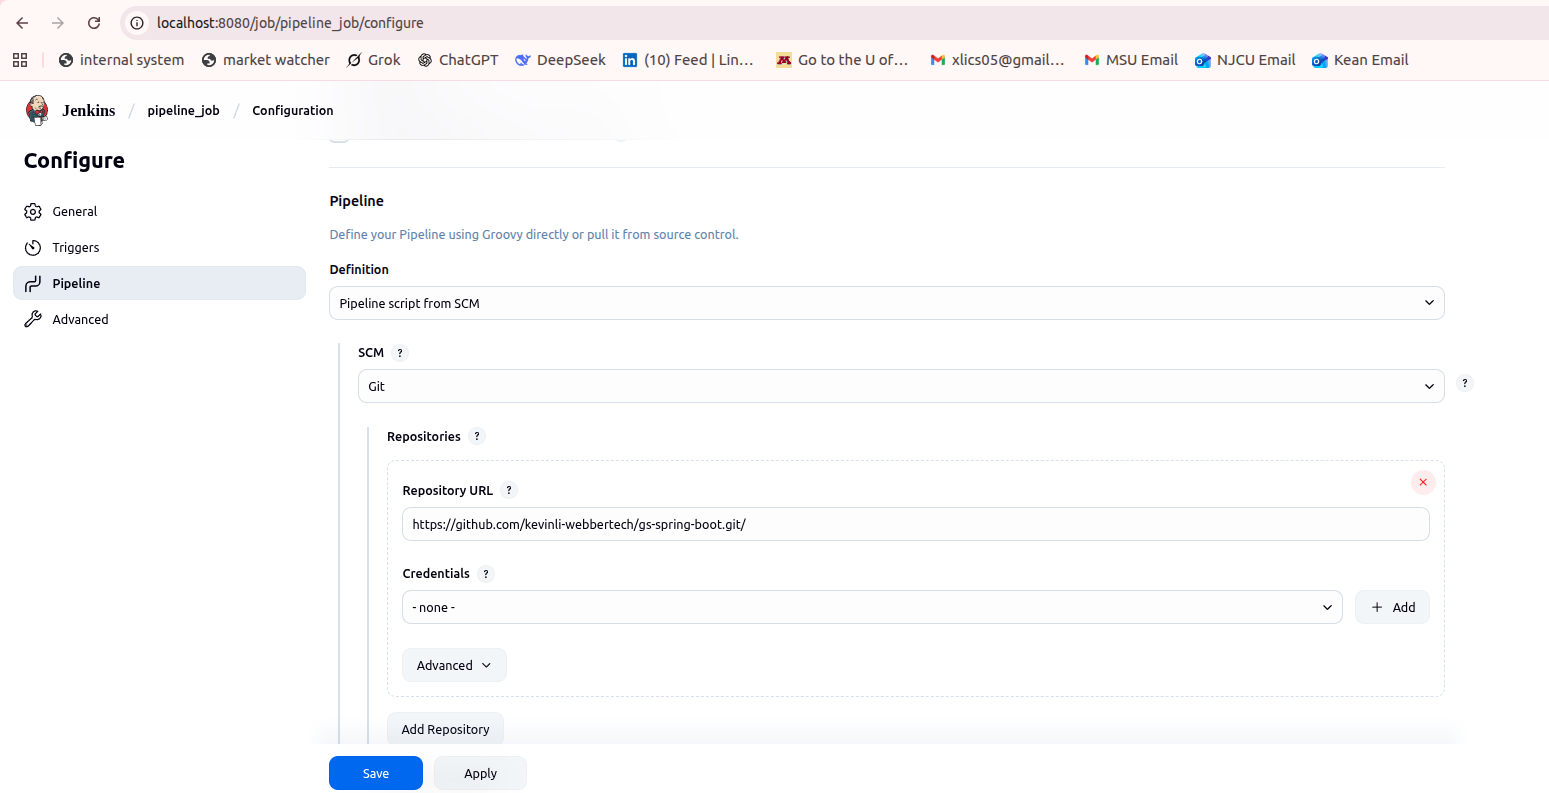 localhost:8080/job/pipeline_job/configure
internal system market watcher Grok ChatGPT DeepSeek (10) Feed | Lin... Go to the U of... xlics05@gmail... MSU Email NJCU Email Kean Email
Jenkins / pipeline_job / Configuration
Configure
General
Triggers
Pipeline
Advanced
Pipeline
Define your Pipeline using Groovy directly or pull it from source control.
Definition
Pipeline script from SCM
SCM ?
Git
?
Repositories ?
Repository URL ?
https://github.com/kevinli-webbertech/gs-spring-boot.git/
Credentials ?
- none -
+ Add
Advanced
Add Repository
Save Apply